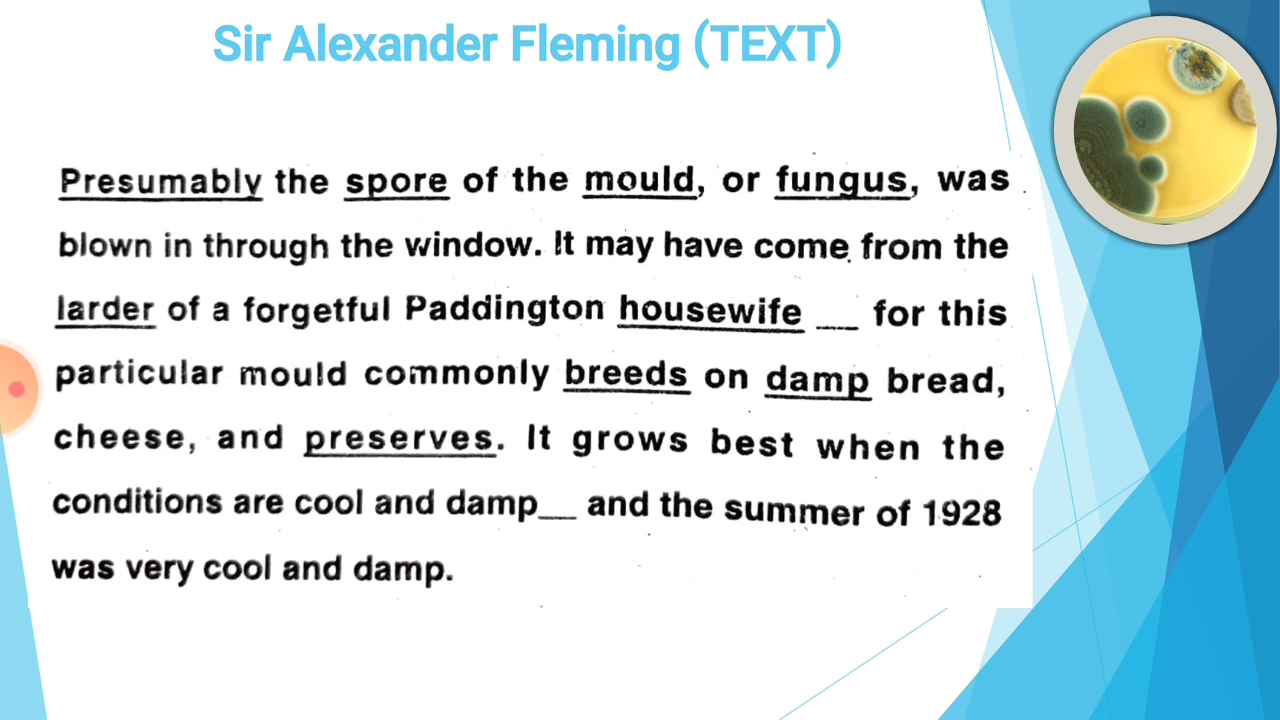 Sir Alexander Fleming (TEXT)
Presumably the spore of the mould, or fungus, was
blown in through the window. It may have come from the
larder of a forgetful Paddington housewife __ for this
particular mould commonly breeds on damp bread,
cheese, and preserves. It grows best when the
conditions are cool and damp__ and the summer of 1928
was very cool and damp.